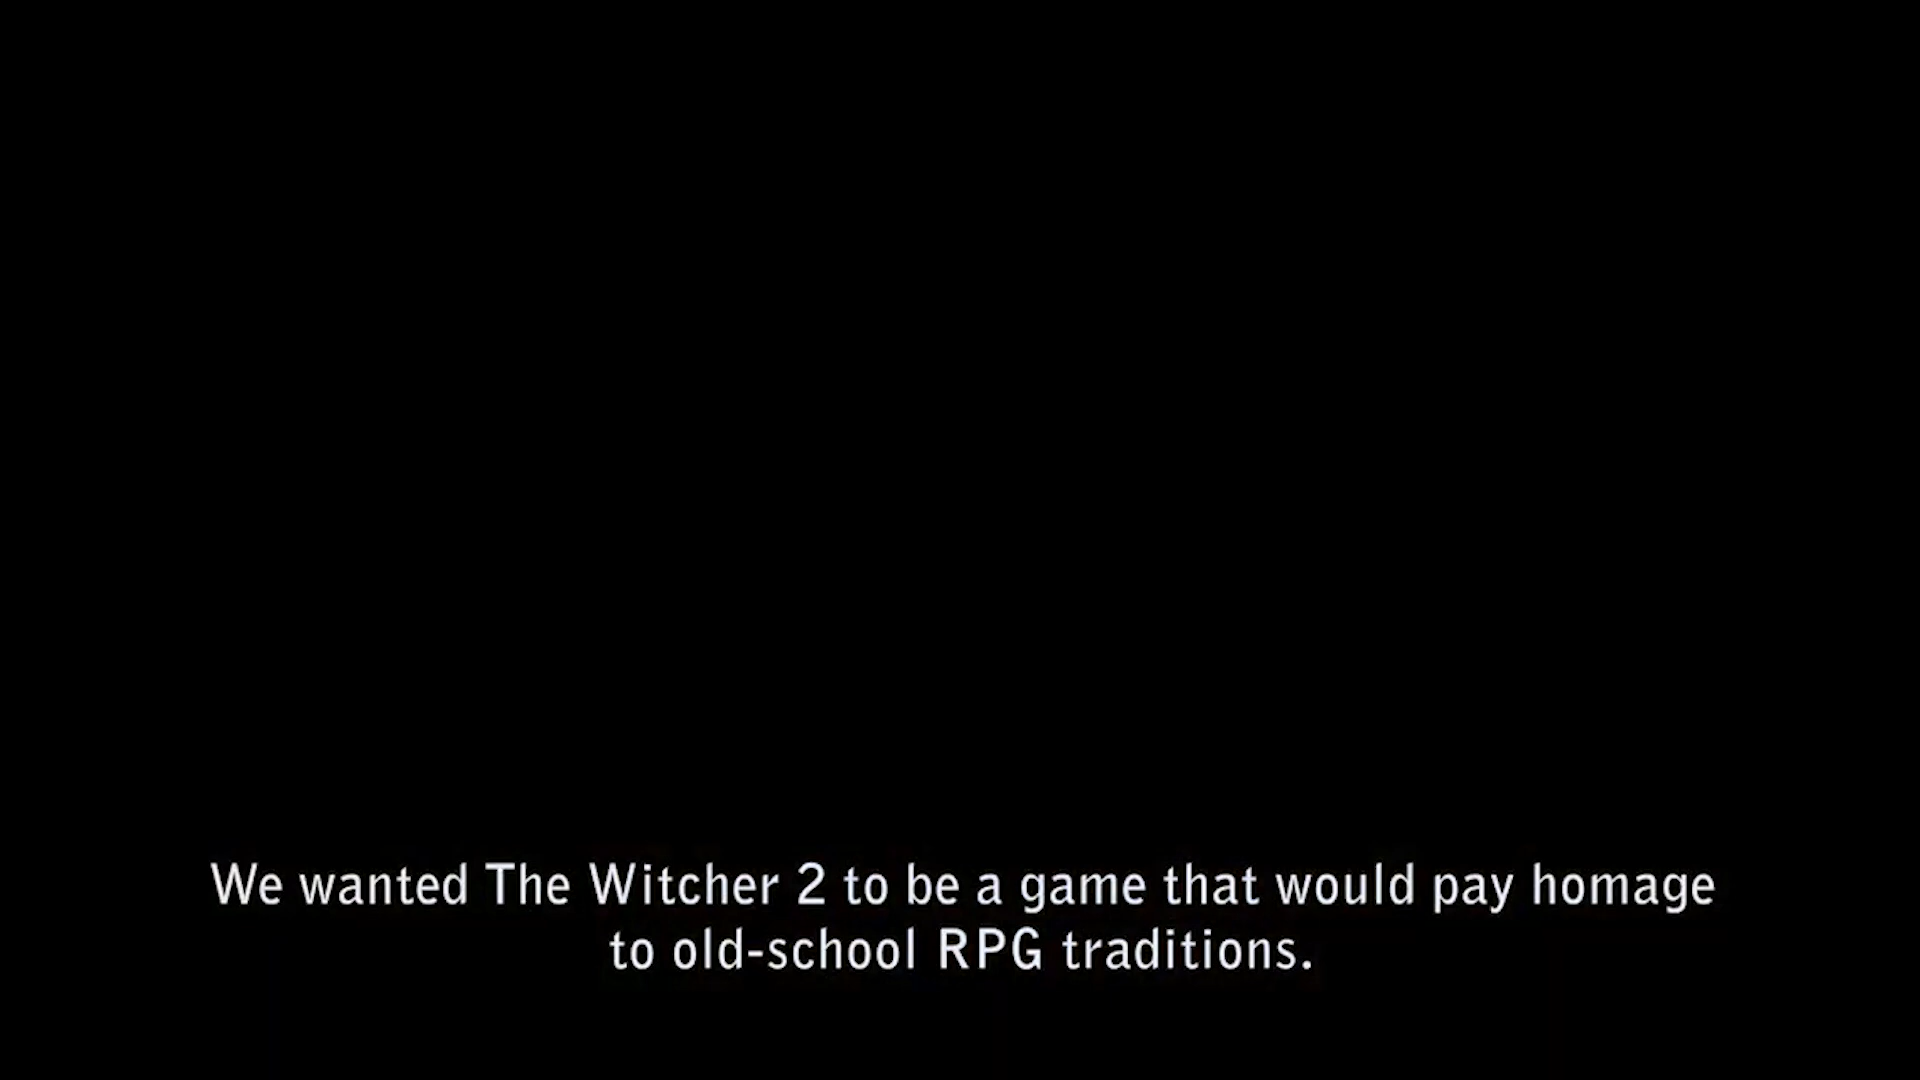 We wanted The Witcher 2 to be a game that would pay homage
to old-school RPG traditions.